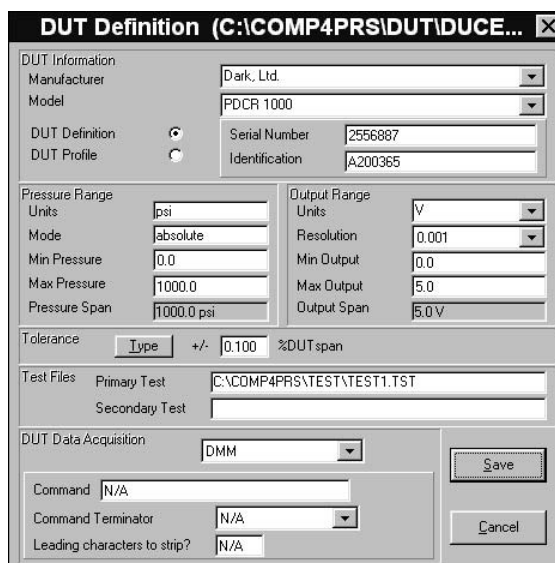 DUT Definition (C:\COMP4PRS\DUT\DUCE...
DUT Information
Manufacturer Dark, Ltd.
Model PDCR 1000
DUT Definition
DUT Profile
Serial Number 2556887
Identification A200365
Pressure Range
Units psi
Mode absolute
Min Pressure 0.0
Max Pressure 1000.0
Pressure Span 1000.0 psi
Output Range
Units V
Resolution 0.001
Min Output 0.0
Max Output 5.0
Output Span 5.0 V
Tolerance Type +/- 0.100 %DUT span
Test Files Primary Test C:\COMP4PRS\TEST\TEST1.TST
Secondary Test
DUT Data Acquisition DMM
Command N/A
Command Terminator N/A
Leading characters to strip? N/A
Save
Cancel